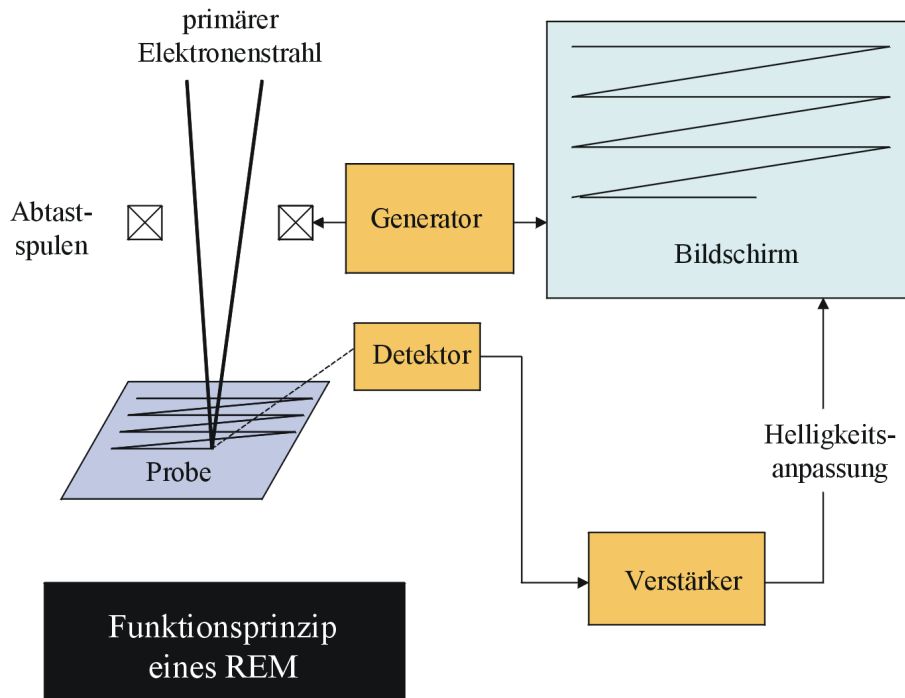 primärer
Elektronenstrahl
Abtast-
spulen
Generator
Bildschirm
Detektor
Probe
Helligkeits-
anpassung
Verstärker
Funktionsprinzip
eines REM